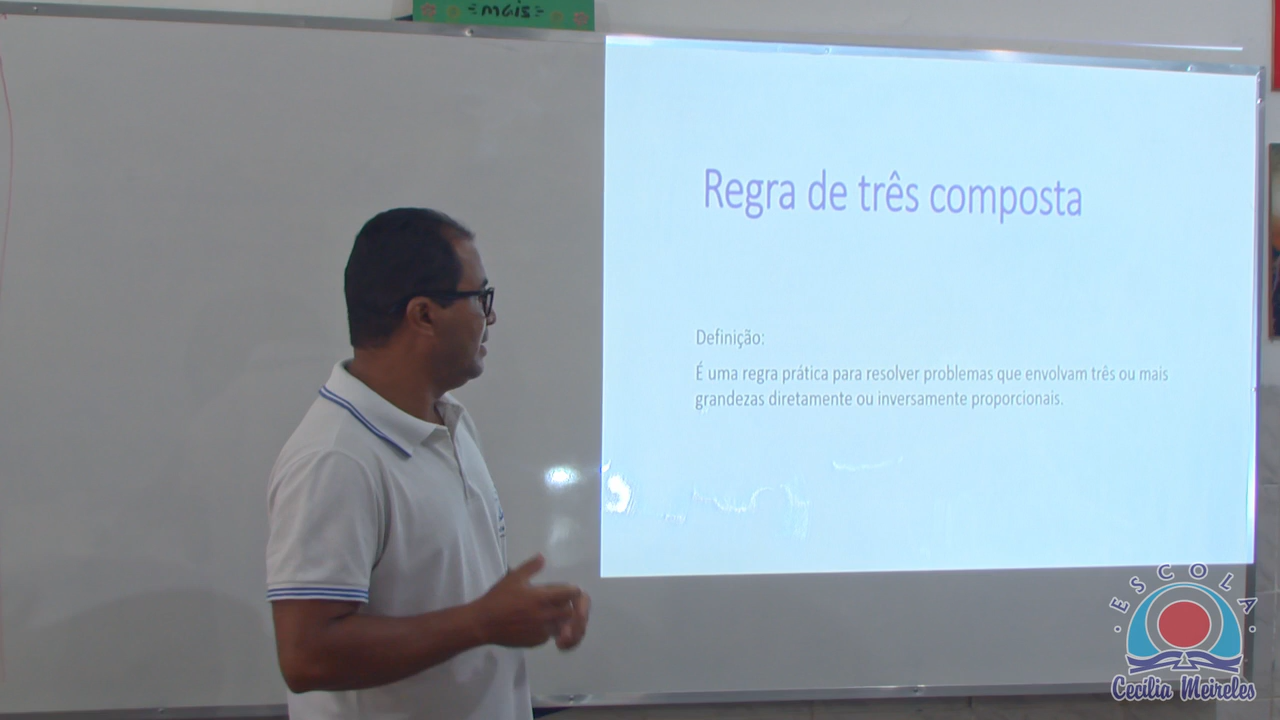 =mais=
Regra de três composta
Definição:
É uma regra prática para resolver problemas que envolvam três ou mais
grandezas diretamente ou inversamente proporcionais.
ESCOLA
Cecília Meireles